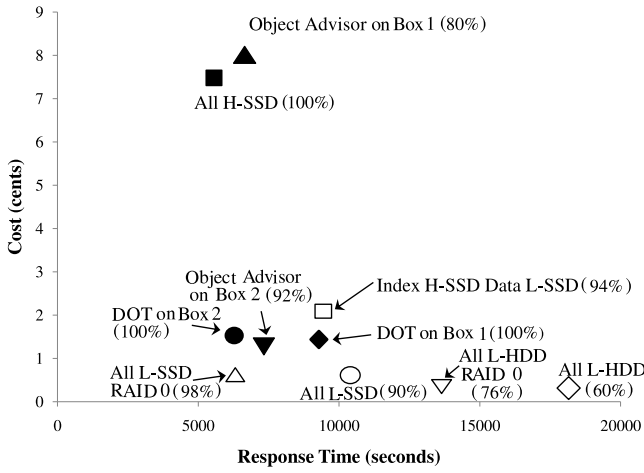 9
8
7
6
5
4
3
2
1
0
Cost (cents)
Object Advisor on Box 1 (80%)
All H-SSD (100%)
Object Advisor
on Box 2 (92%)
Index H-SSD Data L-SSD (94%)
DOT on Box 2
(100%)
DOT on Box 1 (100%)
All L-SSD
RAID 0 (98%)
All L-SSD (90%)
All L-HDD
RAID 0
(76%)
All L-HDD
(60%)
0
5000
10000
15000
20000
Response Time (seconds)